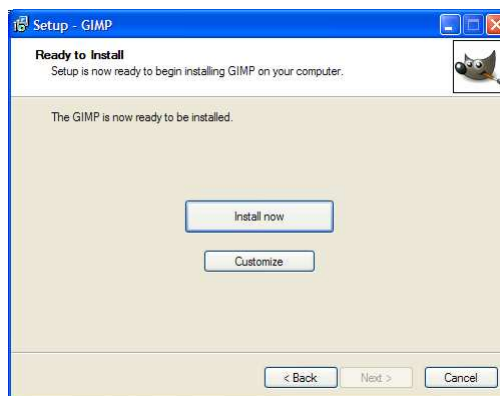 Setup - GIMP
Ready to Install
Setup is now ready to begin installing GIMP on your computer.
The GIMP is now ready to be installed.
Install now
Customize
< Back
Next >
Cancel